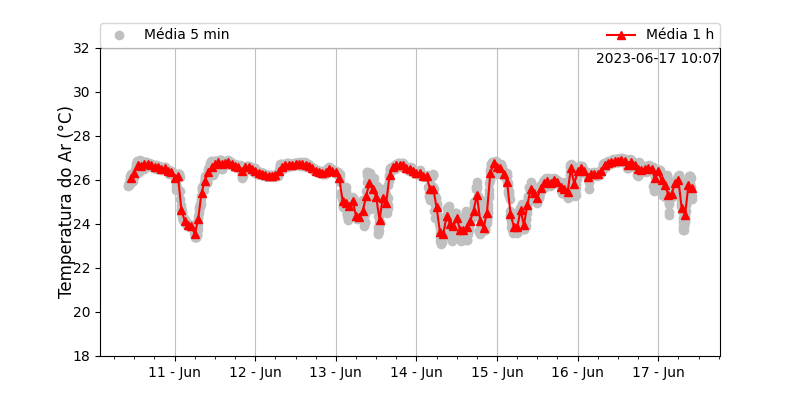 Média 5 min
Média 1 h
2023-06-17 10:07
Temperatura do Ar (°C)
32
30
28
26
24
22
20
18
11 - Jun
12 - Jun
13 - Jun
14 - Jun
15 - Jun
16 - Jun
17 - Jun